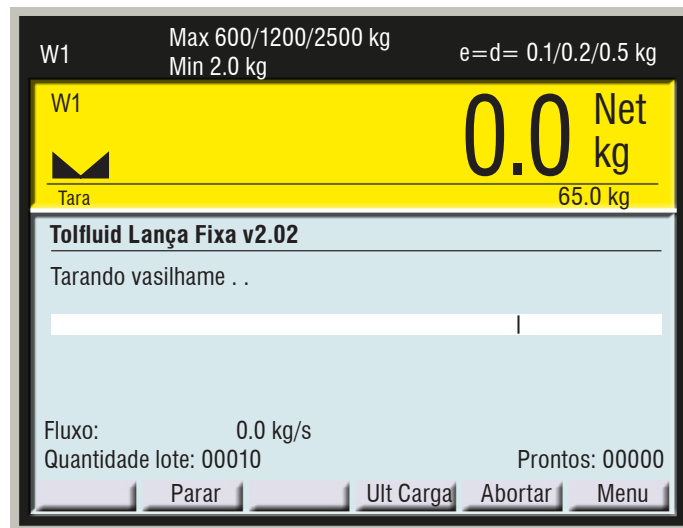 W1 Max 600/1200/2500 kg e=d= 0.1/0.2/0.5 kg
Min 2.0 kg
W1 0.0 Net
kg
Tara 65.0 kg
Tolfluid Lança Fixa v2.02
Tarando vasilhame . .
Fluxo: 0.0 kg/s
Quantidade lote: 00010 Prontos: 00000
Parar Ult Carga Abortar Menu